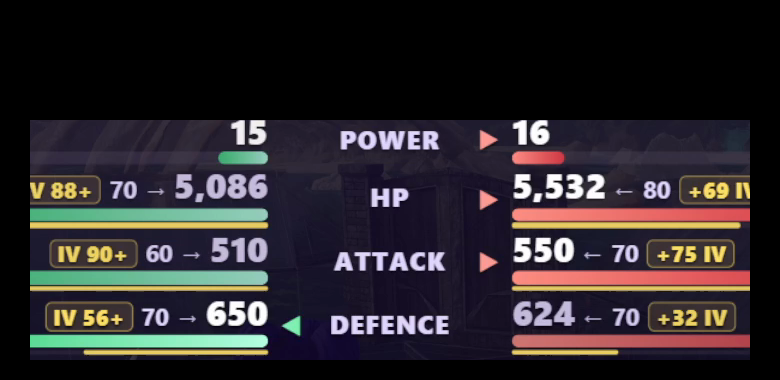 15 POWER ▶ 16
V 88+ 70 → 5,086 HP ▶ 5,532 ← 80 +69 IV
IV 90+ 60 → 510 ATTACK ▶ 550 ← 70 +75 IV
IV 56+ 70 → 650 ◀ DEFENCE 624 ← 70 +32 IV